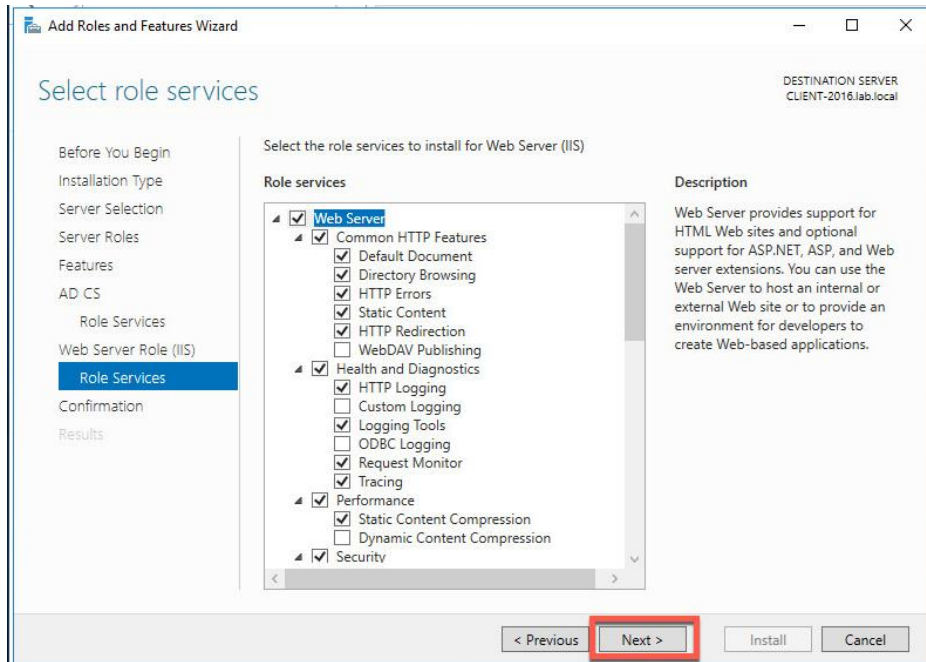 Add Roles and Features Wizard
Select role services
DESTINATION SERVER
CLIENT-2016.lab.local
Before You Begin
Installation Type
Server Selection
Server Roles
Features
AD CS
Role Services
Web Server Role (IIS)
Role Services
Confirmation
Results
Select the role services to install for Web Server (IIS)
Role services
Web Server
Common HTTP Features
Default Document
Directory Browsing
HTTP Errors
Static Content
HTTP Redirection
WebDAV Publishing
Health and Diagnostics
HTTP Logging
Custom Logging
Logging Tools
ODBC Logging
Request Monitor
Tracing
Performance
Static Content Compression
Dynamic Content Compression
Security
Description
Web Server provides support for
HTML Web sites and optional
support for ASP.NET, ASP, and Web
server extensions. You can use the
Web Server to host an internal or
external Web site or to provide an
environment for developers to
create Web-based applications.
< Previous
Next >
Install
Cancel